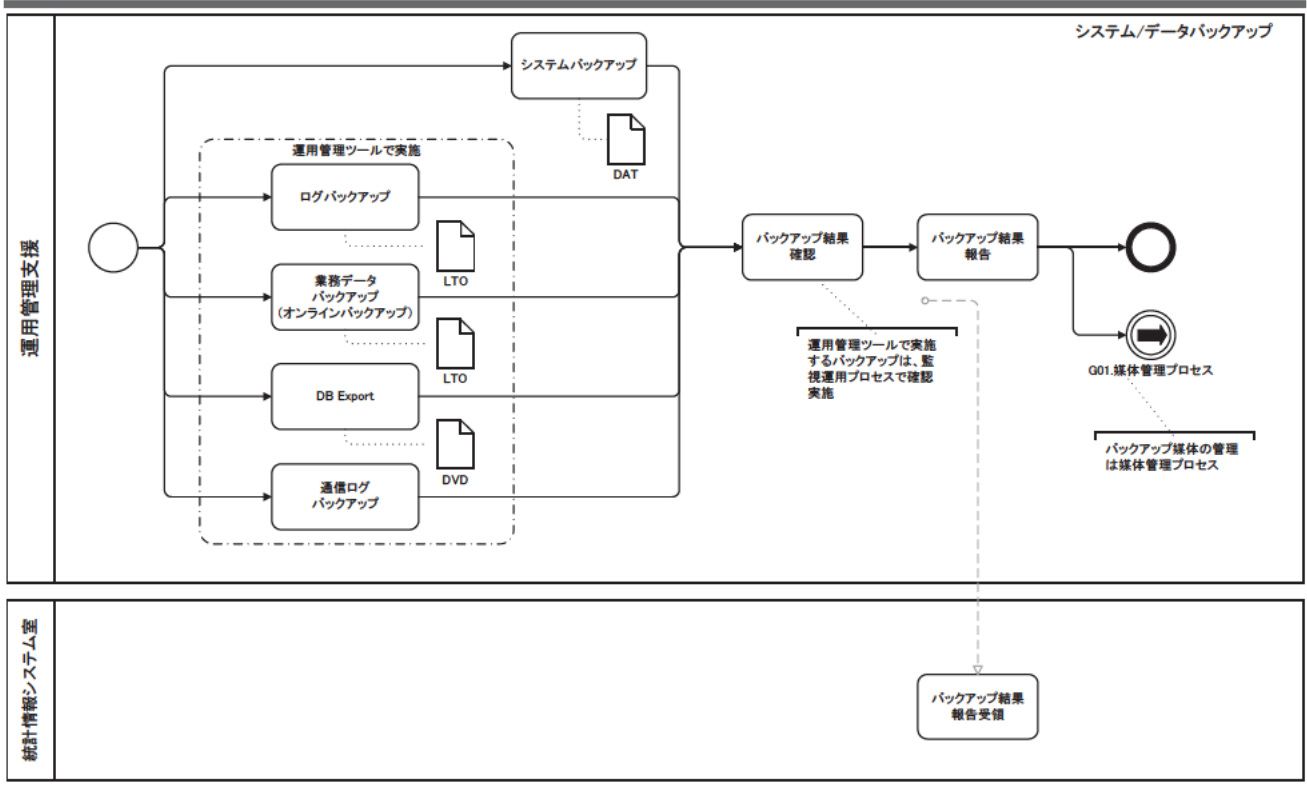 システム/データバックアップ
運用管理支援
システムバックアップ
DAT
運用管理ツールで実施
ログバックアップ
LTO
業務データ
バックアップ
(オンラインバックアップ)
LTO
DB Export
DVD
通信ログ
バックアップ
バックアップ結果
確認
運用管理ツールで実施
するバックアップは、監
視運用プロセスで確認
実施
バックアップ結果
報告
G01.媒体管理プロセス
バックアップ媒体の管理
は媒体管理プロセス
統計情報システム室
バックアップ結果
報告受領